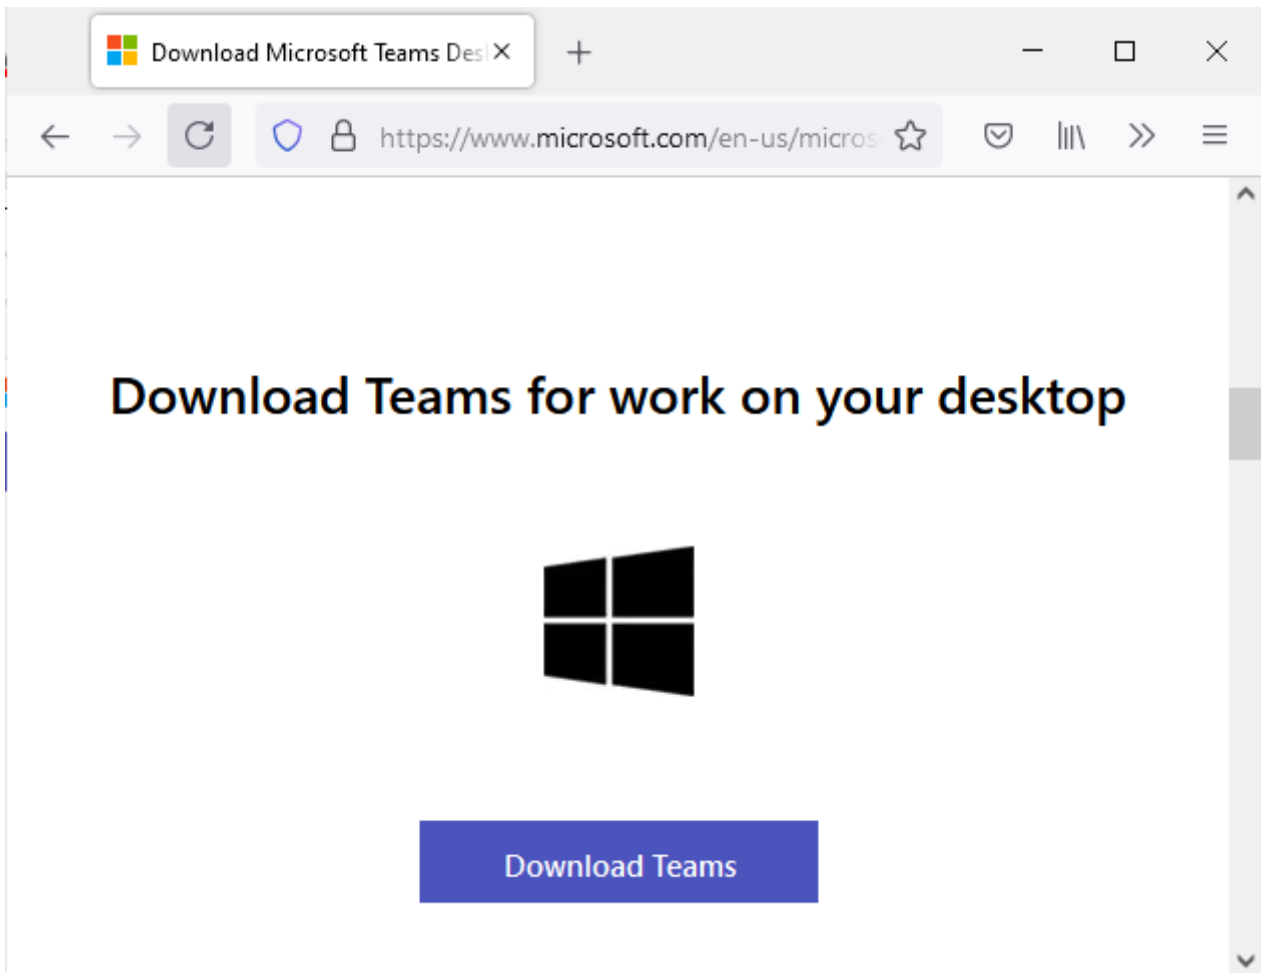 Download Microsoft Teams Des
https://www.microsoft.com/en-us/micros
Download Teams for work on your desktop
Download Teams